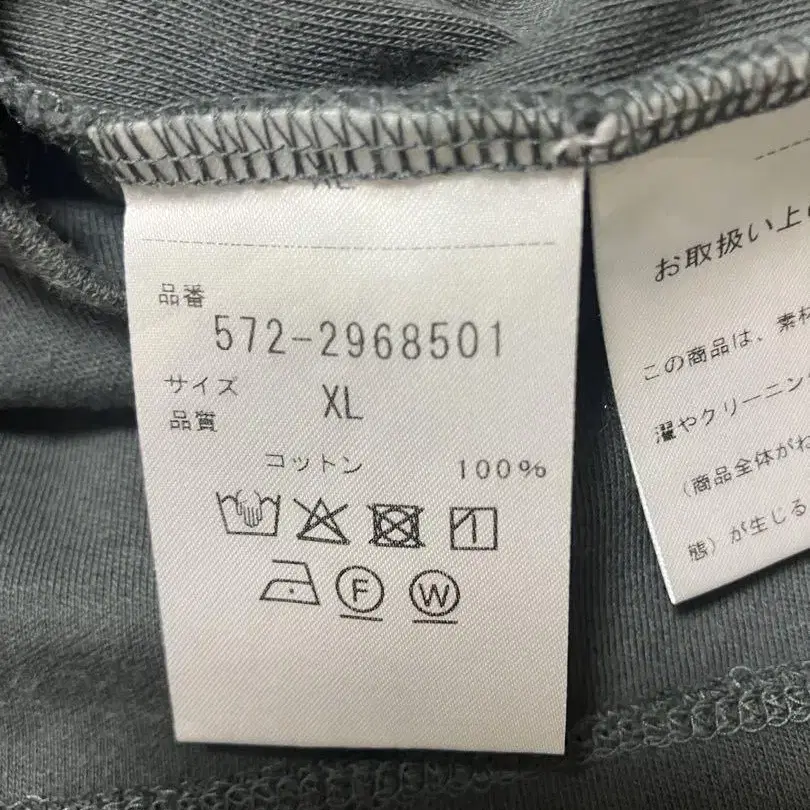 品番
572-2968501
サイズ XL
品質
コットン 100%
F W
お取扱い上
この商品は、素材
濯やクリーニン
(商品全体がね
態)が生じる